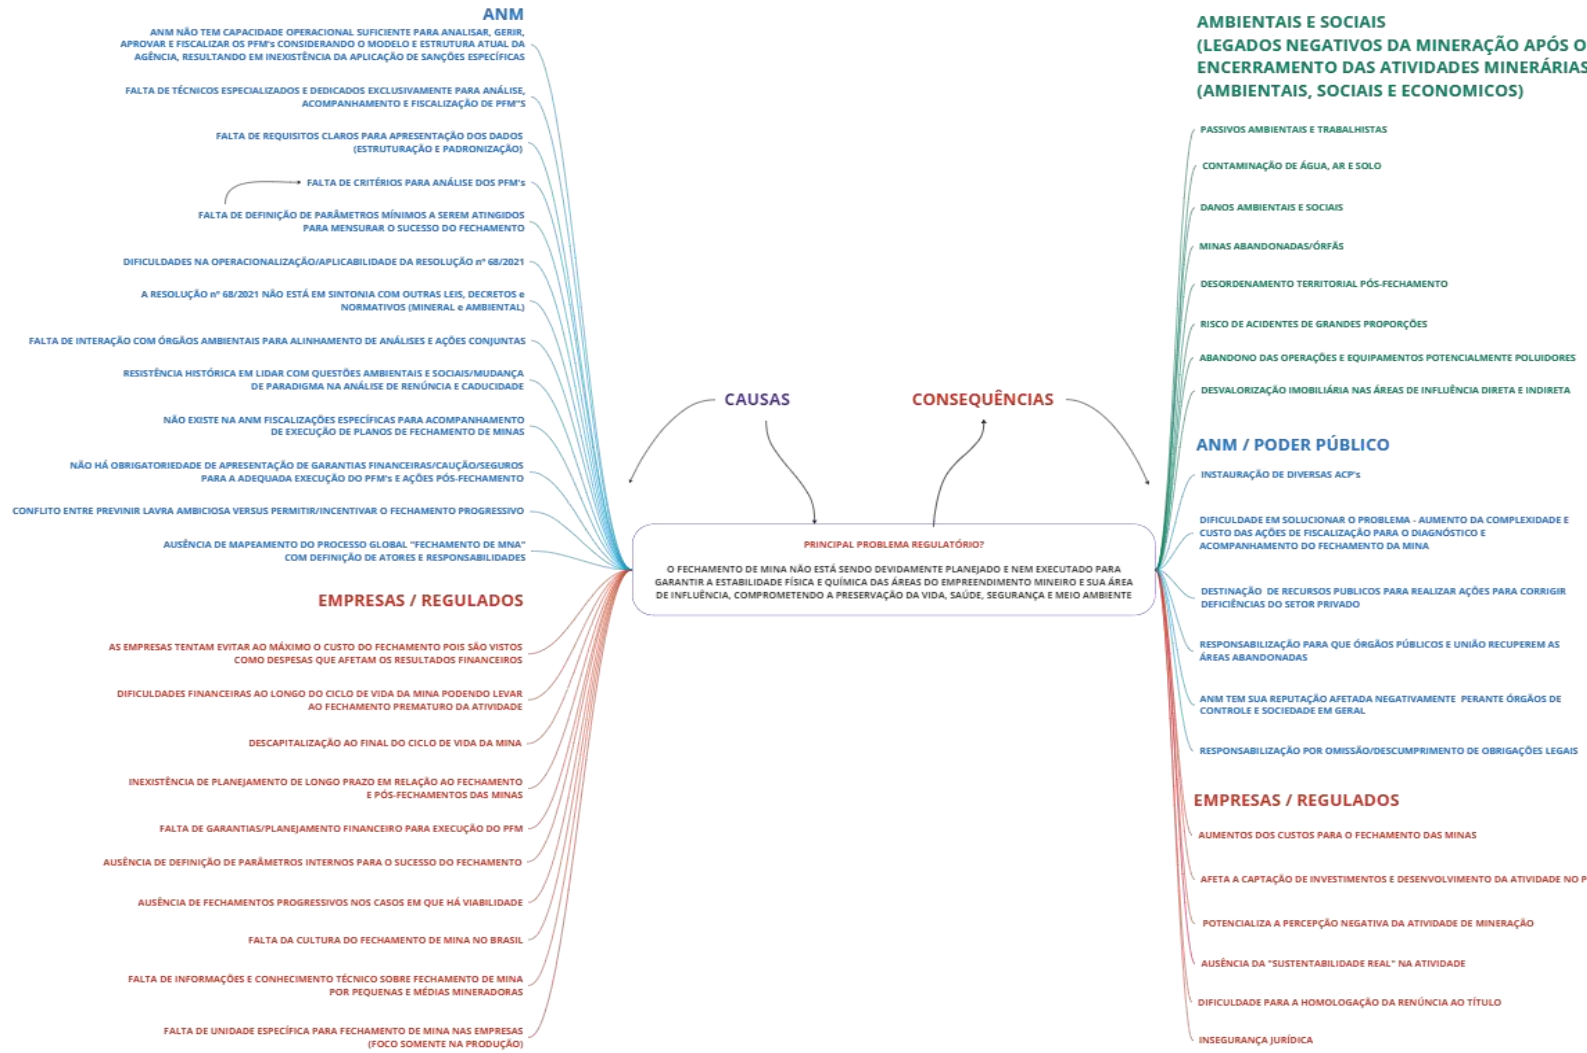 ANM
ANM NÃO TEM CAPACIDADE OPERACIONAL SUFICIENTE PARA ANALISAR, GERIR,
APROVAR E FISCALIZAR OS PFM's CONSIDERANDO O MODELO E ESTRUTURA ATUAL DA
AGÊNCIA, RESULTANDO EM INEXISTÊNCIA DA APLICAÇÃO DE SANÇÕES ESPECÍFICAS
FALTA DE TÉCNICOS ESPECIALIZADOS E DEDICADOS EXCLUSIVAMENTE PARA ANÁLISE,
ACOMPANHAMENTO E FISCALIZAÇÃO DE PFM"S
FALTA DE REQUISITOS CLAROS PARA APRESENTAÇÃO DOS DADOS
(ESTRUTURAÇÃO E PADRONIZAÇÃO)
FALTA DE CRITÉRIOS PARA ANÁLISE DOS PFM's
FALTA DE DEFINIÇÃO DE PARÂMETROS MÍNIMOS A SEREM ATINGIDOS
PARA MENSURAR O SUCESSO DO FECHAMENTO
DIFICULDADES NA OPERACIONALIZAÇÃO/APLICABILIDADE DA RESOLUÇÃO nº 68/2021
A RESOLUÇÃO nº 68/2021 NÃO ESTÁ EM SINTONIA COM OUTRAS LEIS, DECRETOS e
NORMATIVOS (MINERAL e AMBIENTAL)
FALTA DE INTERAÇÃO COM ÓRGÃOS AMBIENTAIS PARA ALINHAMENTO DE ANÁLISES E AÇÕES CONJUNTAS
RESISTÊNCIA HISTÓRICA EM LIDAR COM QUESTÕES AMBIENTAIS E SOCIAIS/MUDANÇA
DE PARADIGMA NA ANÁLISE DE RENÚNCIA E CADUCIDADE
NÃO EXISTE NA ANM FISCALIZAÇÕES ESPECÍFICAS PARA ACOMPANHAMENTO
DE EXECUÇÃO DE PLANOS DE FECHAMENTO DE MINAS
NÃO HÁ OBRIGATORIEDADE DE APRESENTAÇÃO DE GARANTIAS FINANCEIRAS/CAUÇÃO/SEGUROS
PARA A ADEQUADA EXECUÇÃO DO PFM's E AÇÕES PÓS-FECHAMENTO
CONFLITO ENTRE PREVINIR LAVRA AMBICIOSA VERSUS PERMITIR/INCENTIVAR O FECHAMENTO PROGRESSIVO
AUSÊNCIA DE MAPEAMENTO DO PROCESSO GLOBAL "FECHAMENTO DE MNA"
COM DEFINIÇÃO DE ATORES E RESPONSABILIDADES
EMPRESAS / REGULADOS
AS EMPRESAS TENTAM EVITAR AO MÁXIMO O CUSTO DO FECHAMENTO POIS SÃO VISTOS
COMO DESPESAS QUE AFETAM OS RESULTADOS FINANCEIROS
DIFICULDADES FINANCEIRAS AO LONGO DO CICLO DE VIDA DA MINA PODENDO LEVAR
AO FECHAMENTO PREMATURO DA ATIVIDADE
DESCAPITALIZAÇÃO AO FINAL DO CICLO DE VIDA DA MINA
INEXISTÊNCIA DE PLANEJAMENTO DE LONGO PRAZO EM RELAÇÃO AO FECHAMENTO
E PÓS-FECHAMENTOS DAS MINAS
FALTA DE GARANTIAS/PLANEJAMENTO FINANCEIRO PARA EXECUÇÃO DO PFM
AUSÊNCIA DE DEFINIÇÃO DE PARÂMETROS INTERNOS PARA O SUCESSO DO FECHAMENTO
AUSÊNCIA DE FECHAMENTOS PROGRESSIVOS NOS CASOS EM QUE HÁ VIABILIDADE
FALTA DA CULTURA DO FECHAMENTO DE MINA NO BRASIL
FALTA DE INFORMAÇÕES E CONHECIMENTO TÉCNICO SOBRE FECHAMENTO DE MINA
POR PEQUENAS E MÉDIAS MINERADORAS
FALTA DE UNIDADE ESPECÍFICA PARA FECHAMENTO DE MINA NAS EMPRESAS
(FOCO SOMENTE NA PRODUÇÃO)
CAUSAS
CONSEQUÊNCIAS
PRINCIPAL PROBLEMA REGULATÓRIO?
O FECHAMENTO DE MINA NÃO ESTÁ SENDO DEVIDAMENTE PLANEJADO E NEM EXECUTADO PARA
GARANTIR A ESTABILIDADE FÍSICA E QUÍMICA DAS ÁREAS DO EMPREENDIMENTO MINEIRO E SUA ÁREA
DE INFLUÊNCIA, COMPROMETENDO A PRESERVAÇÃO DA VIDA, SAÚDE, SEGURANÇA E MEIO AMBIENTE
AMBIENTAIS E SOCIAIS
(LEGADOS NEGATIVOS DA MINERAÇÃO APÓS O
ENCERRAMENTO DAS ATIVIDADES MINERÁRIAS
(AMBIENTAIS, SOCIAIS E ECONOMICOS)
PASSIVOS AMBIENTAIS E TRABALHISTAS
CONTAMINAÇÃO DE ÁGUA, AR E SOLO
DANOS AMBIENTAIS E SOCIAIS
MINAS ABANDONADAS/ÓRFÃS
DESORDENAMENTO TERRITORIAL PÓS-FECHAMENTO
RISCO DE ACIDENTES DE GRANDES PROPORÇÕES
ABANDONO DAS OPERAÇÕES E EQUIPAMENTOS POTENCIALMENTE POLUIDORES
DESVALORIZAÇÃO IMOBILIÁRIA NAS ÁREAS DE INFLUÊNCIA DIRETA E INDIRETA
ANM / PODER PÚBLICO
INSTAURAÇÃO DE DIVERSAS ACP's
DIFICULDADE EM SOLUCIONAR O PROBLEMA - AUMENTO DA COMPLEXIDADE E
CUSTO DAS AÇÕES DE FISCALIZAÇÃO PARA O DIAGNÓSTICO E
ACOMPANHAMENTO DO FECHAMENTO DA MINA
DESTINAÇÃO DE RECURSOS PUBLICOS PARA REALIZAR AÇÕES PARA CORRIGIR
DEFICIÊNCIAS DO SETOR PRIVADO
RESPONSABILIZAÇÃO PARA QUE ÓRGÃOS PÚBLICOS E UNIÃO RECUPEREM AS
ÁREAS ABANDONADAS
ANM TEM SUA REPUTAÇÃO AFETADA NEGATIVAMENTE PERANTE ÓRGÃOS DE
CONTROLE E SOCIEDADE EM GERAL
RESPONSABILIZAÇÃO POR OMISSÃO/DESCUMPRIMENTO DE OBRIGAÇÕES LEGAIS
EMPRESAS / REGULADOS
AUMENTOS DOS CUSTOS PARA O FECHAMENTO DAS MINAS
AFETA A CAPTAÇÃO DE INVESTIMENTOS E DESENVOLVIMENTO DA ATIVIDADE NO P
POTENCIALIZA A PERCEPÇÃO NEGATIVA DA ATIVIDADE DE MINERAÇÃO
AUSÊNCIA DA "SUSTENTABILIDADE REAL" NA ATIVIDADE
DIFICULDADE PARA A HOMOLOGAÇÃO DA RENÚNCIA AO TÍTULO
INSEGURANÇA JURÍDICA